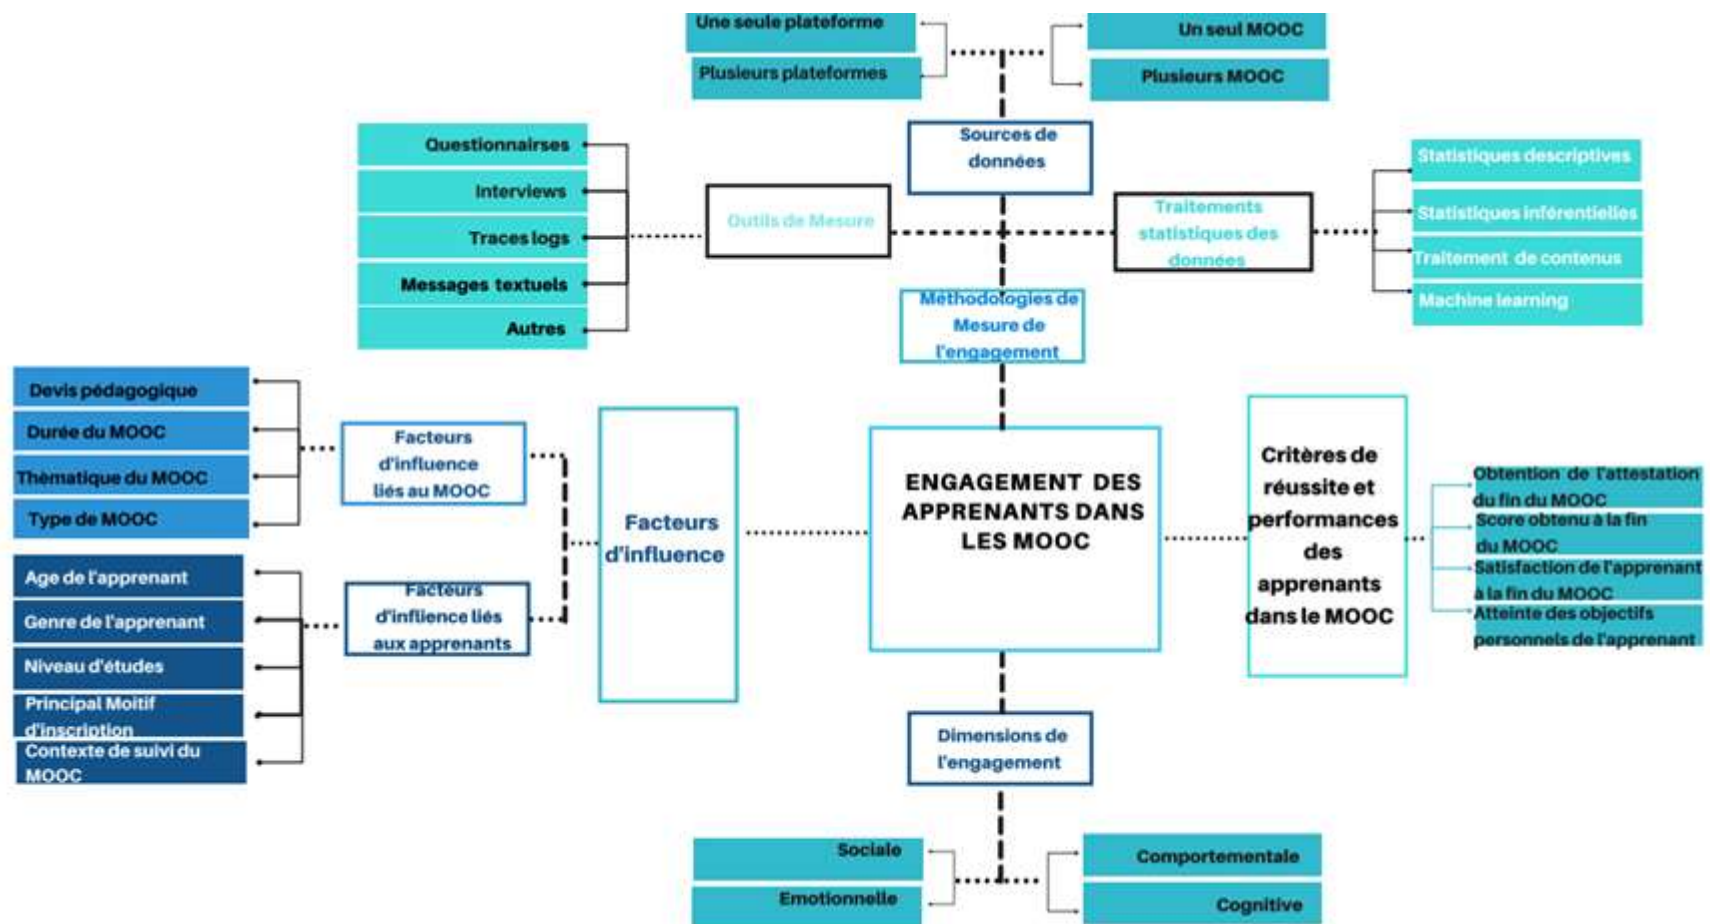 Une seule plateforme
Plusieurs plateformes
Un seul MOOC
Plusieurs MOOC
Sources de
données
Questionnairses
Interviews
Traces logs
Messages textuels
Autres
Outils de Mesure
Traitements
statistiques des
données
Statistiques descriptives
Statistiques inférentielles
Traitement de contenus
Machine learning
Méthodologies de
Mesure de
l'engagement
Devis pédagogique
Durée du MOOC
Thématique du MOOC
Type de MOOC
Facteurs
d'influence
liés au MOOC
Age de l'apprenant
Genre de l'apprenant
Niveau d'études
Principal Moitif
d'inscription
Contexte de suivi du
MOOC
Facteurs
d'inflience liés
aux apprenants
Facteurs
d'influence
ENGAGEMENT DES
APPRENANTS DANS
LES MOOC
Critères de
réussite et
performances
des
apprenants
dans le MOOC
Obtention de l'attestation
du fin du MOOC
Score obtenu à la fin
du MOOC
Satisfaction de l'apprenant
à la fin du MOOC
Atteinte des objectifs
personnels de l'apprenant
Dimensions de
l'engagement
Sociale
Emotionnelle
Comportementale
Cognitive